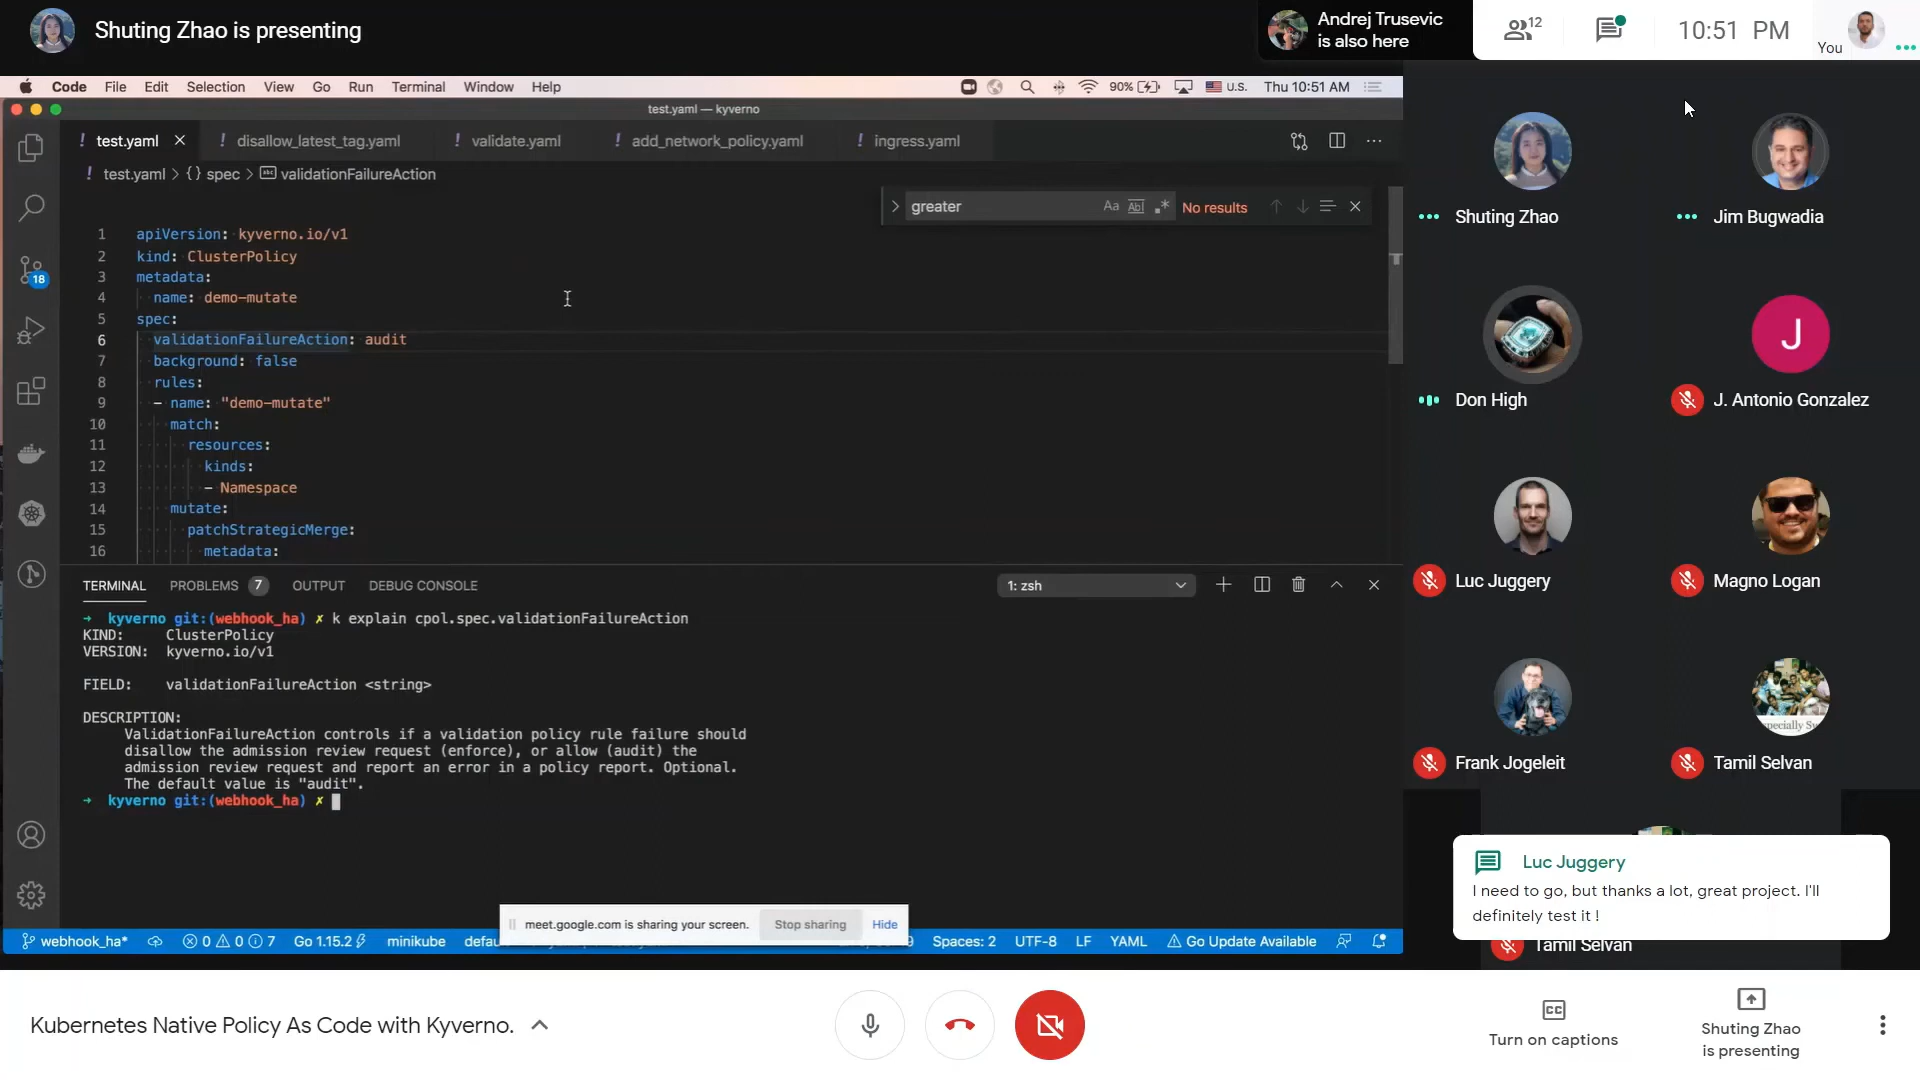 Shuting Zhao is presenting
Andrej Trusevic
is also here
12
10:51 PM
You
Code File Edit Selection View Go Run Terminal Window Help
90% U.S. Thu 10:51 AM
test.yaml — kyverno
! test.yaml
! disallow_latest_tag.yaml
! validate.yaml
! add_network_policy.yaml
! ingress.yaml
! test.yaml > {} spec > validationFailureAction
greater Aa Abl .* No results
1 apiVersion: kyverno.io/v1
2 kind: ClusterPolicy
3 metadata:
4 name: demo-mutate
5 spec:
6 validationFailureAction: audit
7 background: false
8 rules:
9 - name: "demo-mutate"
10 match:
11 resources:
12 kinds:
13 - Namespace
14 mutate:
15 patchStrategicMerge:
16 metadata:
18
TERMINAL PROBLEMS 7 OUTPUT DEBUG CONSOLE
1: zsh
➜ kyverno git:(webhook_ha) ✗ k explain cpol.spec.validationFailureAction
KIND: ClusterPolicy
VERSION: kyverno.io/v1
FIELD: validationFailureAction <string>
DESCRIPTION:
ValidationFailureAction controls if a validation policy rule failure should
disallow the admission review request (enforce), or allow (audit) the
admission review request and report an error in a policy report. Optional.
The default value is "audit".
➜ kyverno git:(webhook_ha) ✗
meet.google.com is sharing your screen. Stop sharing Hide
webhook_ha* 0 0 7 Go 1.15.2 minikube Spaces: 2 UTF-8 LF YAML Go Update Available
Shuting Zhao
Jim Bugwadia
Don High
J
J. Antonio Gonzalez
Luc Juggery
Magno Logan
Frank Jogeleit
Tamil Selvan
Luc Juggery
I need to go, but thanks a lot, great project. I'll
definitely test it !
Tamil Selvan
Kubernetes Native Policy As Code with Kyverno.
CC
Turn on captions
Shuting Zhao
is presenting